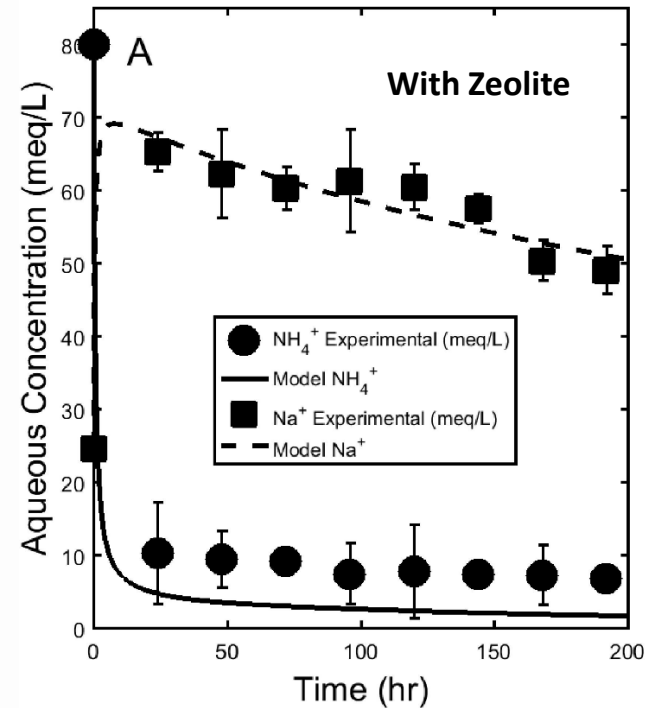 A
With Zeolite
Aqueous Concentration (meq/L)
80
70
60
50
40
30
20
10
0
NH₄⁺ Experimental (meq/L)
Model NH₄⁺
Na⁺ Experimental (meq/L)
Model Na⁺
0
50
100
150
200
Time (hr)